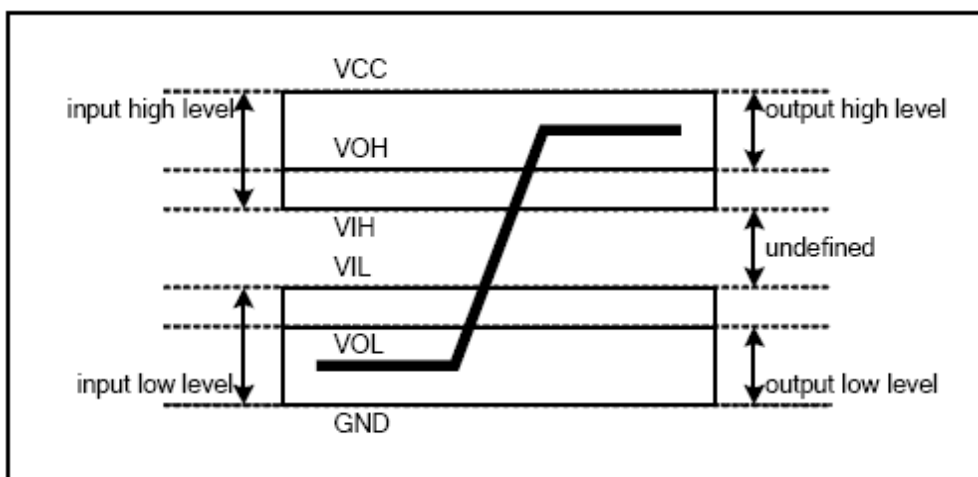 VCC
input high level
output high level
VOH
VIH
undefined
VIL
VOL
input low level
output low level
GND